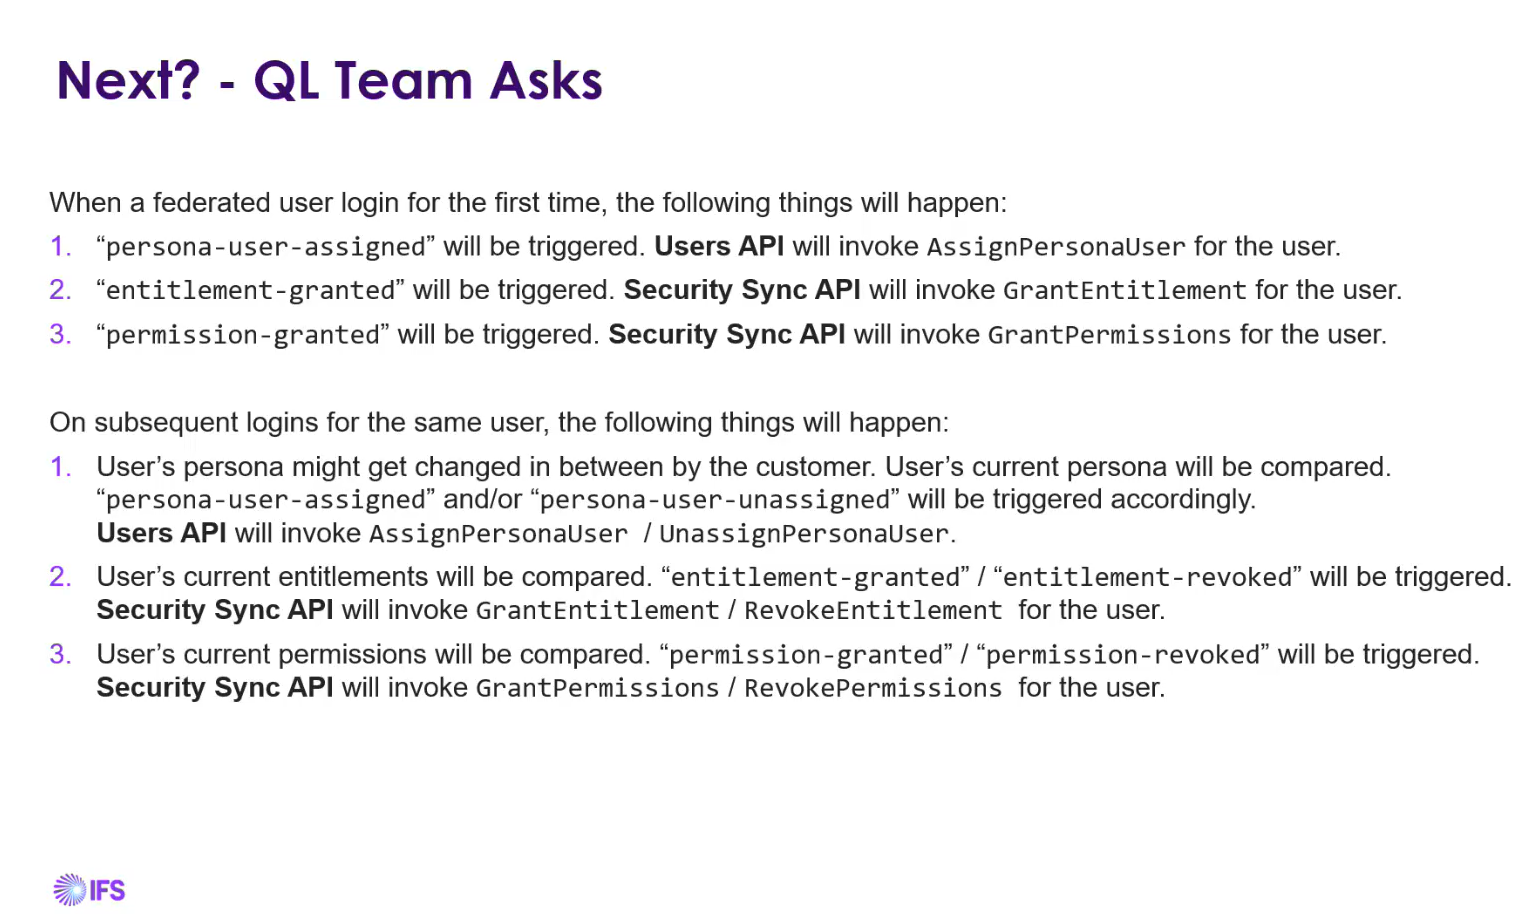 Next? - QL Team Asks
When a federated user login for the first time, the following things will happen:
1. “persona-user-assigned” will be triggered. Users API will invoke AssignPersonaUser for the user.
2. “entitlement-granted” will be triggered. Security Sync API will invoke GrantEntitlement for the user.
3. “permission-granted” will be triggered. Security Sync API will invoke GrantPermissions for the user.
On subsequent logins for the same user, the following things will happen:
1. User’s persona might get changed in between by the customer. User’s current persona will be compared.
“persona-user-assigned” and/or “persona-user-unassigned” will be triggered accordingly.
Users API will invoke AssignPersonaUser / UnassignPersonaUser.
2. User’s current entitlements will be compared. “entitlement-granted” / “entitlement-revoked” will be triggered.
Security Sync API will invoke GrantEntitlement / RevokeEntitlement for the user.
3. User’s current permissions will be compared. “permission-granted” / “permission-revoked” will be triggered.
Security Sync API will invoke GrantPermissions / RevokePermissions for the user.
IFS